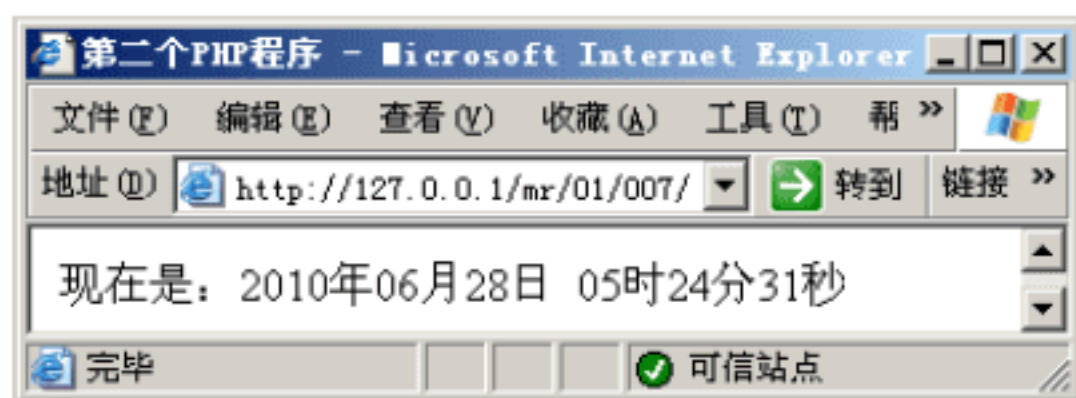 第二个PHP程序 - Microsoft Internet Explorer
文件(F) 编辑(E) 查看(V) 收藏(A) 工具(T) 帮 »
地址(D) http://127.0.0.1/mr/01/007/ 转到 链接 »
现在是：2010年06月28日 05时24分31秒
完毕 可信站点